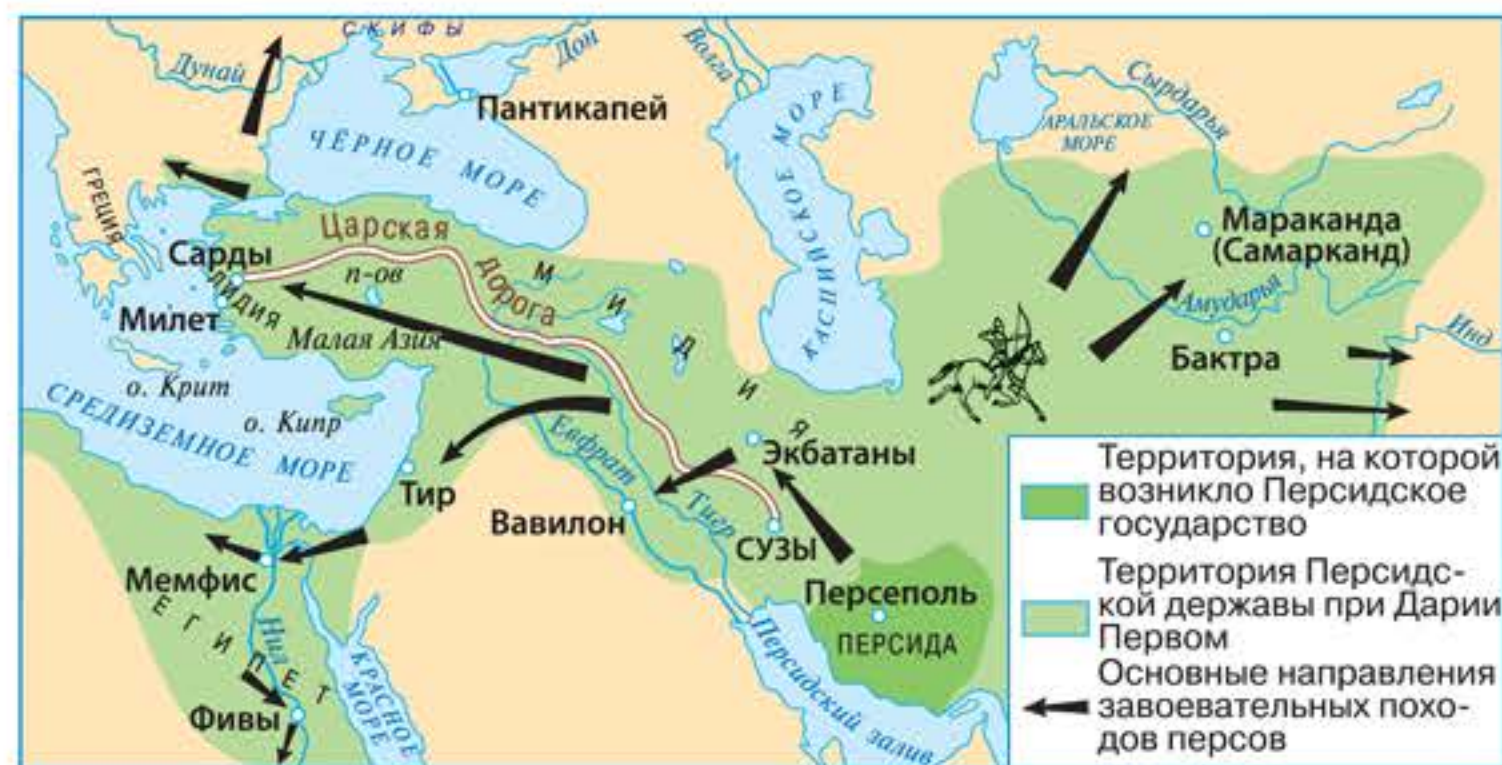 СКИФЫ
Дунай
Дон
Волга
Пантикапей
ЧЁРНОЕ МОРЕ
КАСПИЙСКОЕ МОРЕ
АРАЛЬСКОЕ
МОРЕ
Сырдарья
ГРЕЦИЯ
Царская
дорога
Сарды
ЛИДИЯ
п-ов
Малая Азия
Милет
МИДИЯ
Мараканда
(Самарканд)
Амударья
Бактра
Инд
о. Крит
о. Кипр
СРЕДИЗЕМНОЕ МОРЕ
Тир
Евфрат
Тигр
Экбатаны
Вавилон
СУЗЫ
Мемфис
ЕГИПЕТ
Нил
Фивы
КРАСНОЕ
МОРЕ
Персеполь
ПЕРСИДА
Персидский залив
Территория, на которой
возникло Персидское
государство
Территория Персидс-
кой державы при Дарии
Первом
Основные направления
завоевательных похо-
дов персов